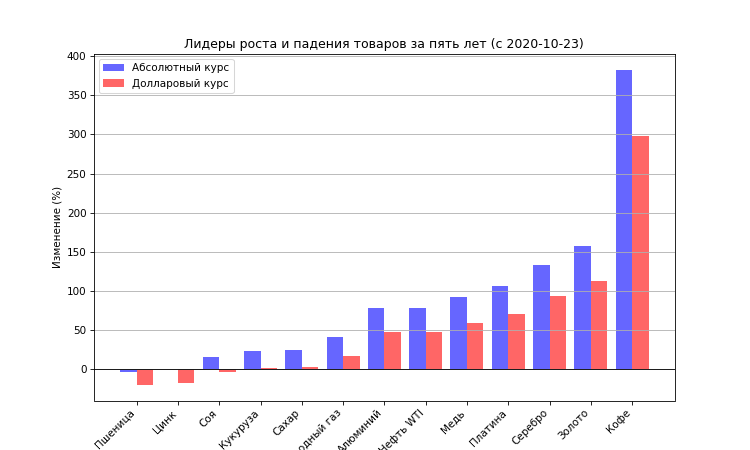 Лидеры роста и падения товаров за пять лет (с 2020-10-23)
Абсолютный курс
Долларовый курс
Изменение (%)
400
350
300
250
200
150
100
50
0
Пшеница
Цинк
Соя
Кукуруза
Сахар
газ
Алюминий
Нефть WTI
Медь
Платина
Серебро
Золото
Кофе